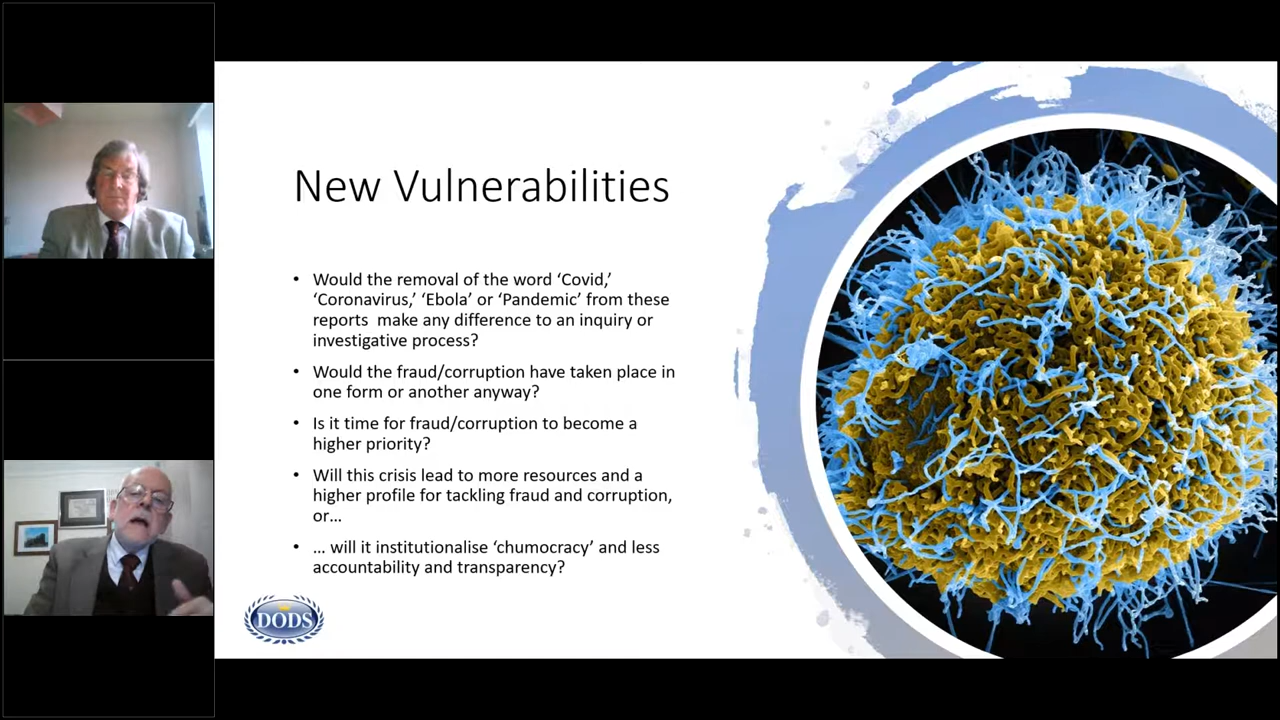 New Vulnerabilities
• Would the removal of the word ‘Covid,’
‘Coronavirus,’ ‘Ebola’ or ‘Pandemic’ from these
reports  make any difference to an inquiry or
investigative process?
• Would the fraud/corruption have taken place in
one form or another anyway?
• Is it time for fraud/corruption to become a
higher priority?
• Will this crisis lead to more resources and a
higher profile for tackling fraud and corruption,
or…
• … will it institutionalise ‘chumocracy’ and less
accountability and transparency?
DODS